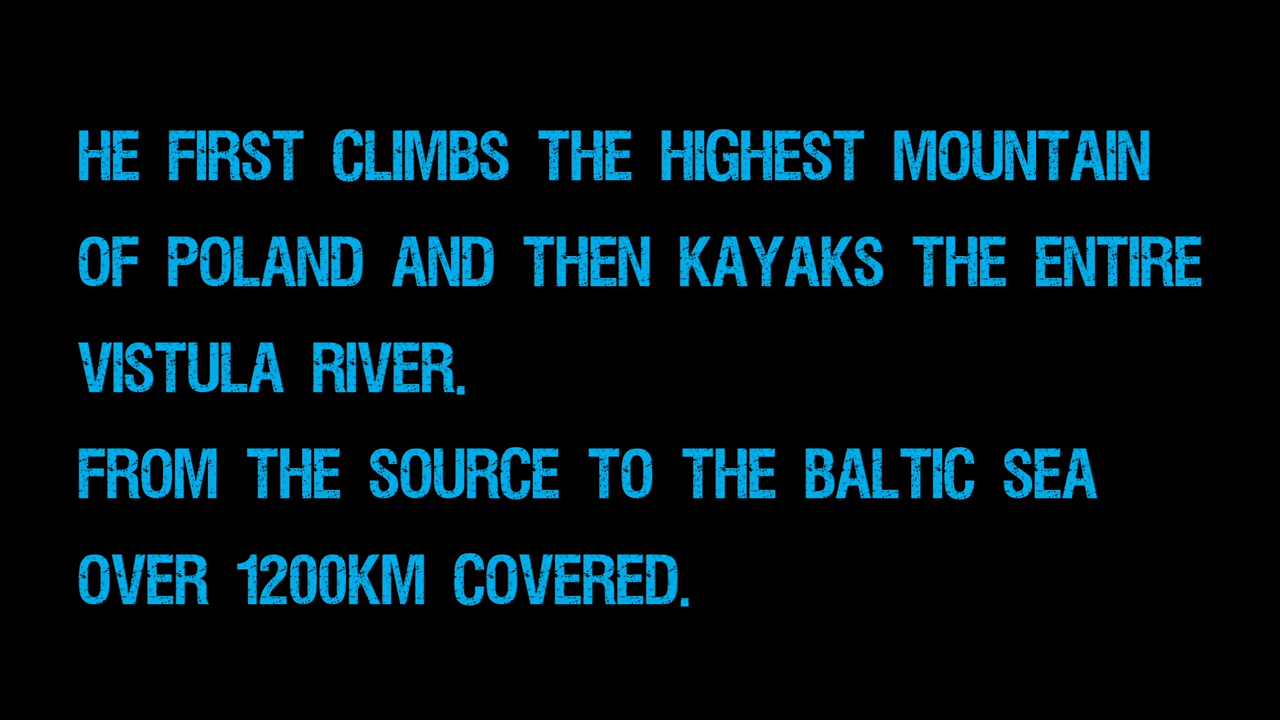 HE FIRST CLIMBS THE HIGHEST MOUNTAIN
OF POLAND AND THEN KAYAKS THE ENTIRE
VISTULA RIVER.
FROM THE SOURCE TO THE BALTIC SEA
OVER 1200KM COVERED.